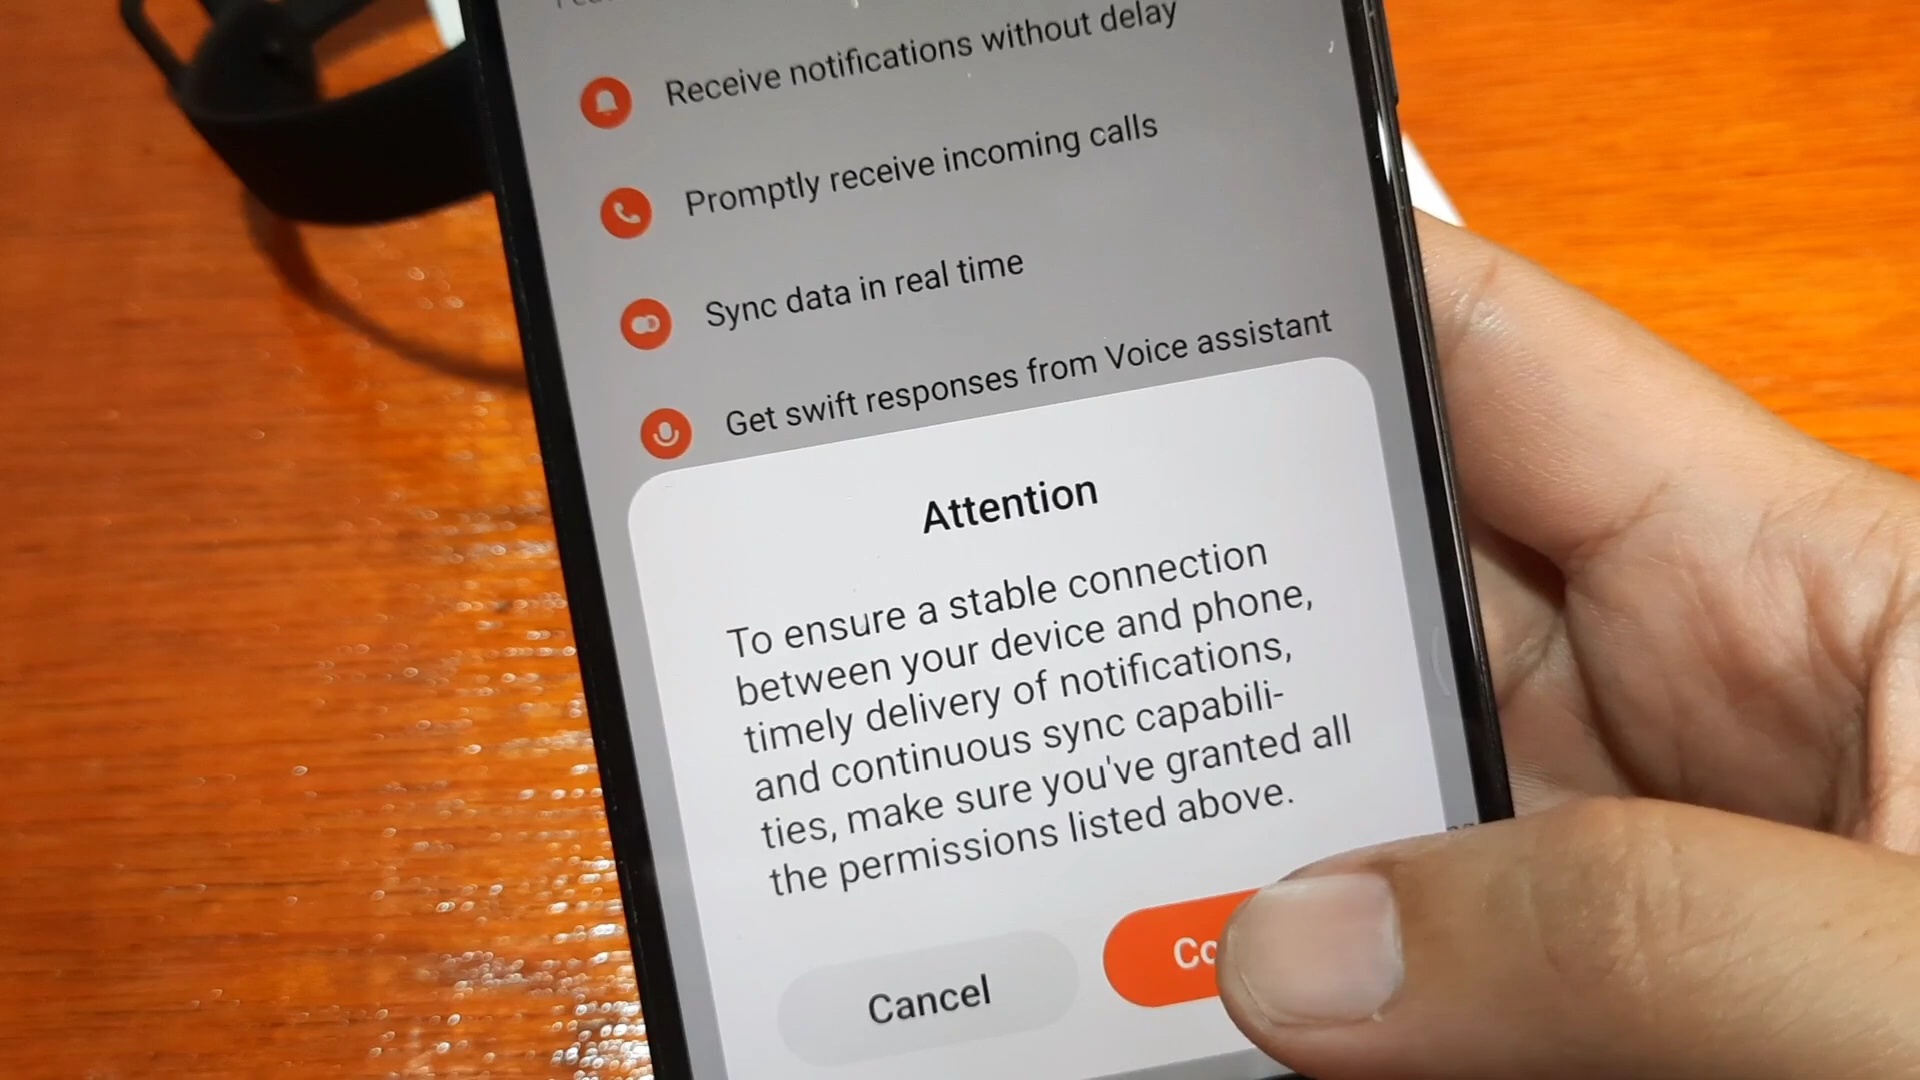 Receive notifications without delay
Promptly receive incoming calls
Sync data in real time
Get swift responses from Voice assistant
Attention
To ensure a stable connection
between your device and phone,
timely delivery of notifications,
and continuous sync capabili-
ties, make sure you've granted all
the permissions listed above.
Cancel